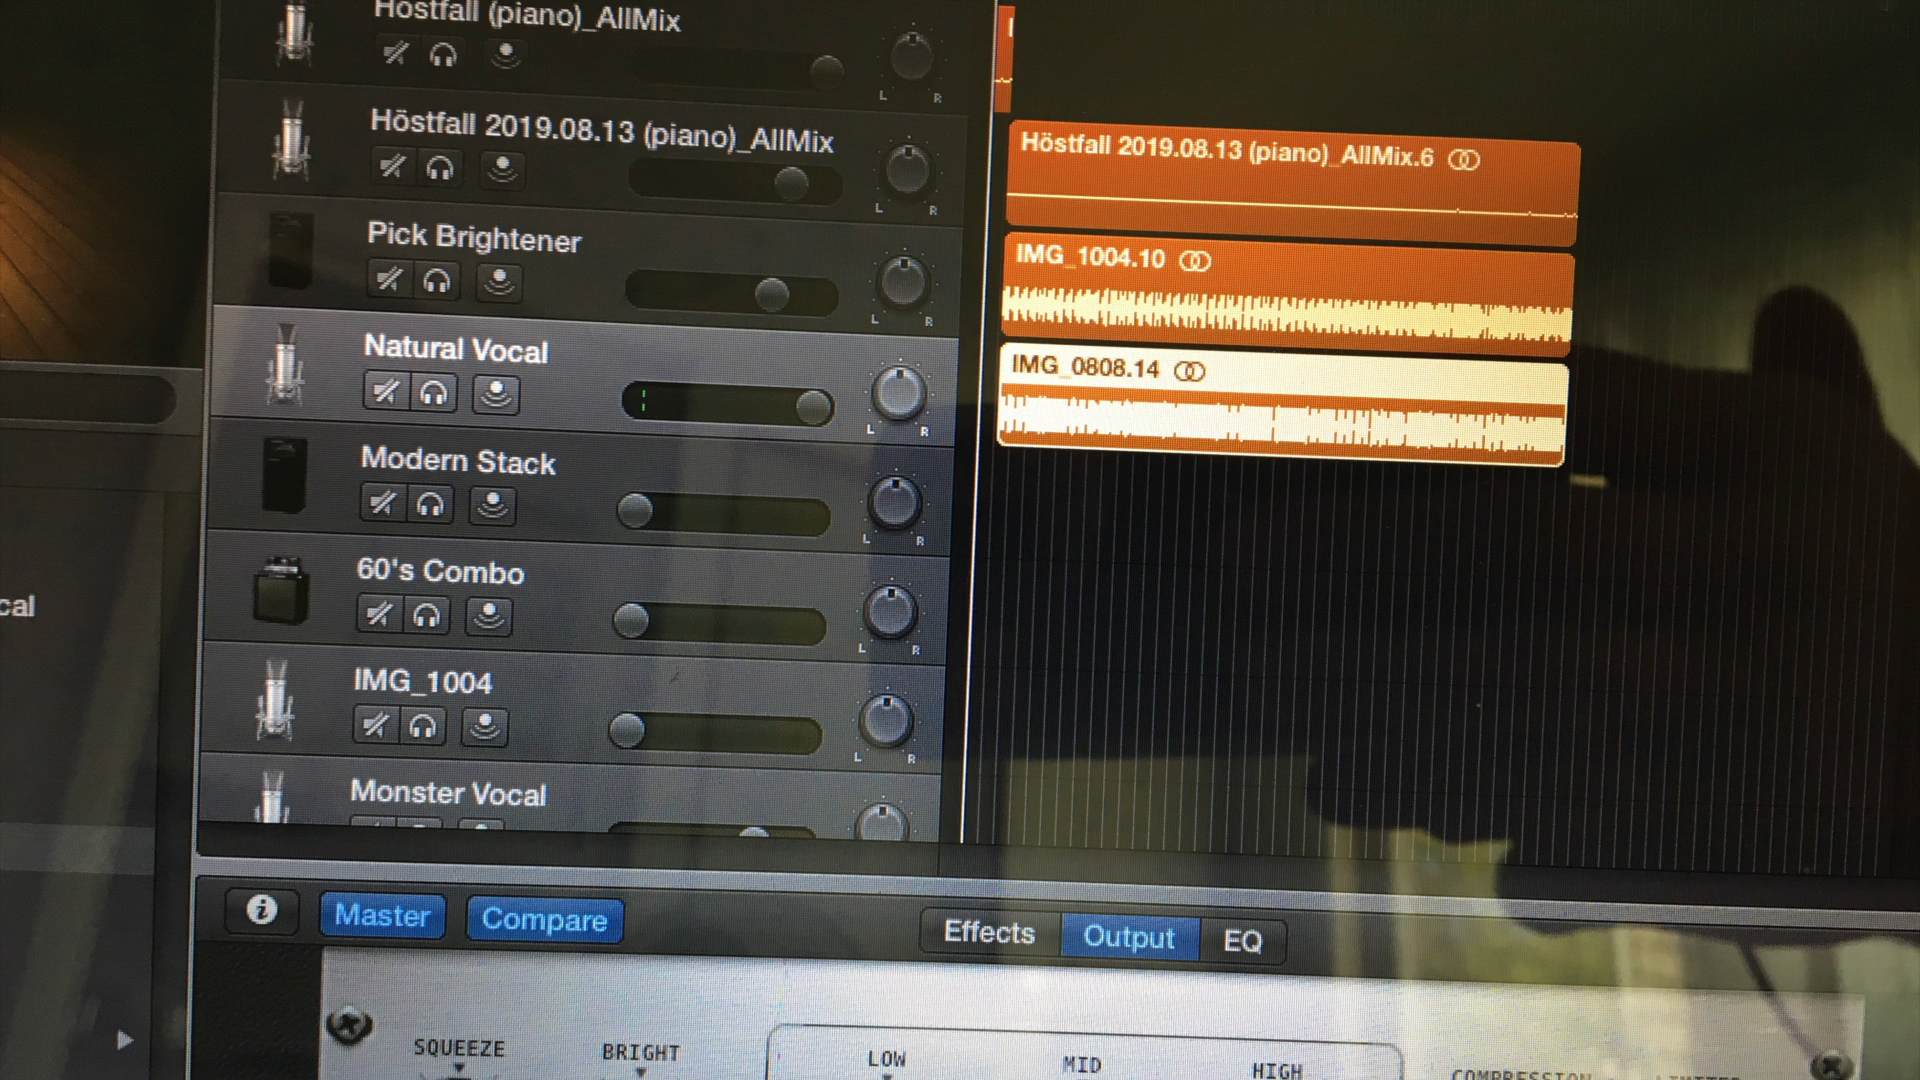 Höstfall (piano)_AllMix
L R
Höstfall 2019.08.13 (piano)_AllMix
L R
Höstfall 2019.08.13 (piano)_AllMix.6
Pick Brightener
L R
IMG_1004.10
Natural Vocal
L R
IMG_0808.14
Modern Stack
L R
60's Combo
L R
cal
IMG_1004
L R
Monster Vocal
Master Compare Effects Output EQ
SQUEEZE BRIGHT LOW MID HIGH COMPRESSION